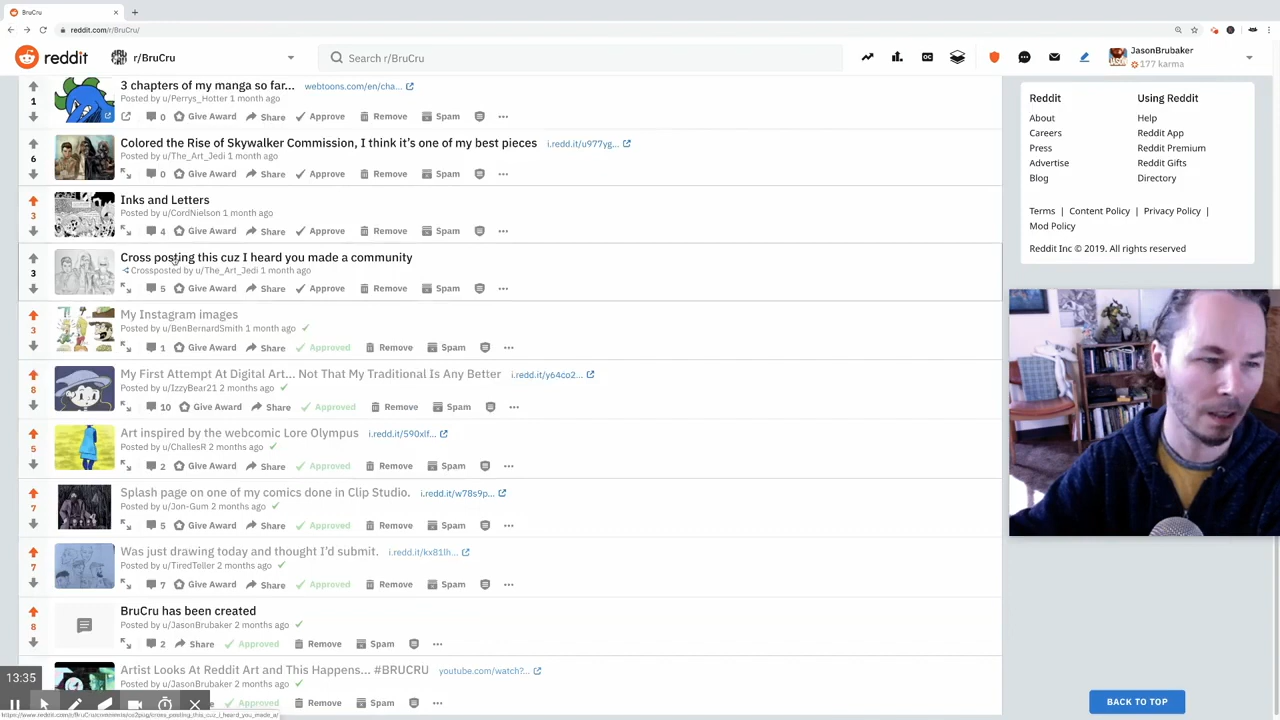 BruCru
reddit.com/r/BruCru/
reddit
r/BruCru
Search r/BruCru
JasonBrubaker
177 karma
1
3 chapters of my manga so far...
webtoons.com/en/cha...
Posted by u/Perrys_Hotter 1 month ago
0 Give Award Share Approve Remove Spam
6
Colored the Rise of Skywalker Commission, I think it's one of my best pieces
i.redd.it/u977yg...
Posted by u/The_Art_Jedi 1 month ago
0 Give Award Share Approve Remove Spam
3
Inks and Letters
Posted by u/CordNielson 1 month ago
4 Give Award Share Approve Remove Spam
3
Cross posting this cuz I heard you made a community
Crossposted by u/The_Art_Jedi 1 month ago
5 Give Award Share Approve Remove Spam
3
My Instagram images
Posted by u/BenBernardSmith 1 month ago
1 Give Award Share Approved Remove Spam
8
My First Attempt At Digital Art... Not That My Traditional Is Any Better
i.redd.it/y64co2...
Posted by u/IzzyBear21 2 months ago
10 Give Award Share Approved Remove Spam
5
Art inspired by the webcomic Lore Olympus
i.redd.it/590xlf...
Posted by u/ChallesR 2 months ago
2 Give Award Share Approved Remove Spam
7
Splash page on one of my comics done in Clip Studio.
i.redd.it/w78s9p...
Posted by u/Jon-Gum 2 months ago
5 Give Award Share Approved Remove Spam
7
Was just drawing today and thought I'd submit.
i.redd.it/kx81lh...
Posted by u/TiredTeller 2 months ago
7 Give Award Share Approved Remove Spam
8
BruCru has been created
Posted by u/JasonBrubaker 2 months ago
2 Share Approved Remove Spam
Artist Looks At Reddit Art and This Happens... #BRUCRU
youtube.com/watch?...
Posted by u/JasonBrubaker 2 months ago
Share Approved Remove Spam
13:35
Reddit
Using Reddit
About
Help
Careers
Reddit App
Press
Reddit Premium
Advertise
Reddit Gifts
Blog
Directory
Terms | Content Policy | Privacy Policy |
Mod Policy
Reddit Inc © 2019. All rights reserved
BACK TO TOP